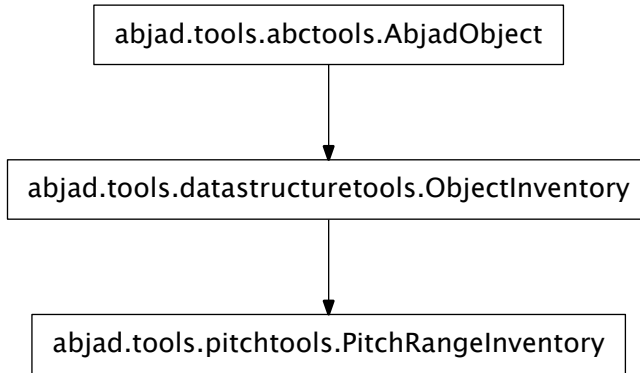 abjad.tools.abctools.AbjadObject
abjad.tools.datastructuretools.ObjectInventory
abjad.tools.pitchtools.PitchRangeInventory